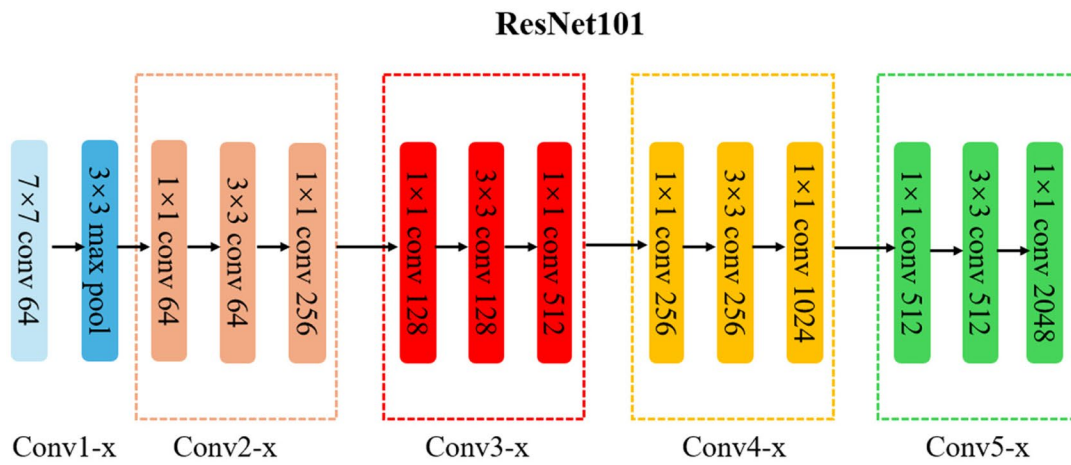 ResNet101
7×7 conv 64
3×3 max pool
1×1 conv 64
3×3 conv 64
1×1 conv 256
1×1 conv 128
3×3 conv 128
1×1 conv 512
1×1 conv 256
3×3 conv 256
1×1 conv 1024
1×1 conv 512
3×3 conv 512
1×1 conv 2048
Conv1-x
Conv2-x
Conv3-x
Conv4-x
Conv5-x